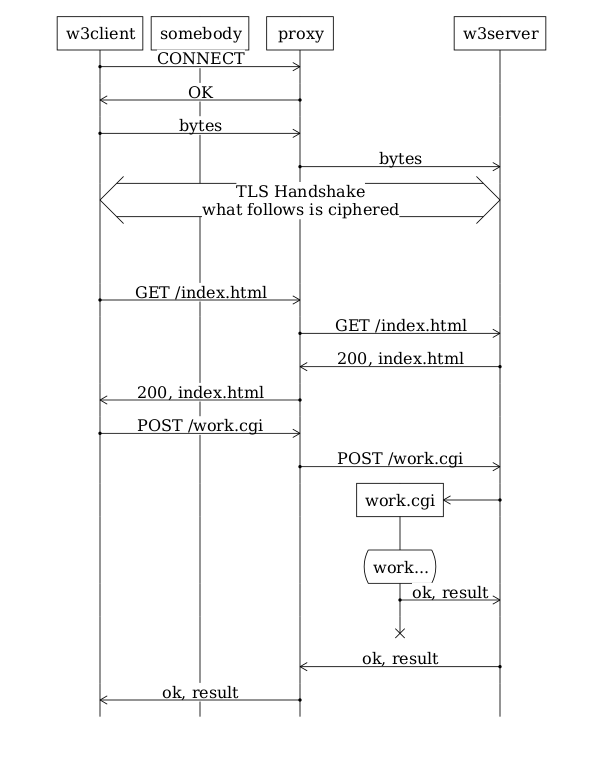 w3client somebody proxy w3server
CONNECT
OK
bytes
bytes
TLS Handshake
what follows is ciphered
GET /index.html
GET /index.html
200, index.html
200, index.html
POST /work.cgi
POST /work.cgi
work.cgi
work...
ok, result
ok, result
ok, result